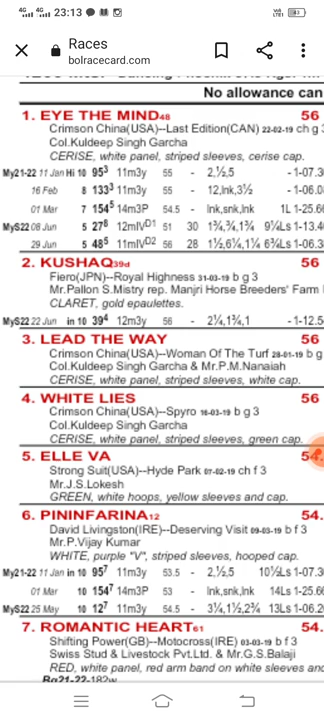 4G 4G 23:13
Races
bolracecard.com
No allowance can
1. EYE THE MIND48 56
Crimson China(USA)--Last Edition(CAN) 22-02-19 ch g 3
Col.Kuldeep Singh Garcha
CERISE, white panel, striped sleeves, cerise cap.
My21-22 11 Jan Hi 10 95³ 11m3y 55 - 2,½,5 -1-07.3
16 Feb 8 133³ 11m3y 55 - 12,lnk,3½ -1-06.0
01 Mar 7 154⁵ 14m3P 54.5 - lnk,snk,lnk 1L 1-25.6
MyS22 08 Jun 5 27⁸ 12mIVD1 51 30 1¾,¾,1¾ 9¼Ls 1-13.4
29 Jun 5 48⁵ 11mIVD2 56 28 1½,6¼,1¼ 6¾Ls 1-06.3
2. KUSHAQ39d 56
Fiero(JPN)--Royal Highness 31-03-19 b g 3
Mr.Pallon S.Mistry rep. Manjri Horse Breeders' Farm
CLARET, gold epaulettes.
MyS22 22 Jun in 10 39⁴ 12m3y 56 - 2¼,1¾,1 -1-12.5
3. LEAD THE WAY 56
Crimson China(USA)--Woman Of The Turf 28-01-19 b g
Col.Kuldeep Singh Garcha & Mr.P.M.Nanaiah
CERISE, white panel, striped sleeves, white cap.
4. WHITE LIES 56
Crimson China(USA)--Spyro 16-03-19 b g 3
Col.Kuldeep Singh Garcha
CERISE, white panel, striped sleeves, green cap.
5. ELLE VA 54.
Strong Suit(USA)--Hyde Park 07-02-19 ch f 3
Mr.J.S.Lokesh
GREEN, white hoops, yellow sleeves and cap.
6. PININFARINA12 54.
David Livingston(IRE)--Deserving Visit 09-03-19 b f 3
Mr.P.Vijay Kumar
WHITE, purple "V", striped sleeves, hooped cap.
My21-22 11 Jan in 10 95⁷ 11m3y 53.5 - 2,½,5 10½Ls 1-07.3
01 Mar 10 154⁷ 14m3P 53 - lnk,snk,lnk 14Ls 1-25.6
MyS22 25 May 10 12⁷ 11m3y 54.5 - 3¼,1½,2¾ 13Ls 1-06.2
7. ROMANTIC HEART61 54.
Shifting Power(GB)--Motocross(IRE) 03-03-19 b f 3
Swiss Stud & Livestock Pvt.Ltd. & Mr.G.S.Balaji
RED, white panel, red arm band on white sleeves and
Bg21-22-182w